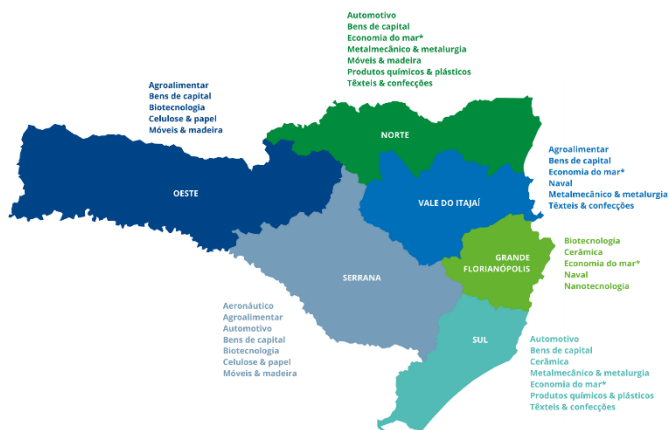 Automotivo
Bens de capital
Economia do mar*
Metalmecânico & metalurgia
Móveis & madeira
Produtos químicos & plásticos
Têxteis & confecções
Agroalimentar
Bens de capital
Biotecnologia
Celulose & papel
Móveis & madeira
NORTE
OESTE
VALE DO ITAJAÍ
Agroalimentar
Bens de capital
Economia do mar*
Naval
Metalmecânico & metalurgia
Têxteis & confecções
GRANDE
FLORIANÓPOLIS
Biotecnologia
Cerâmica
Economia do mar*
Naval
Nanotecnologia
SERRANA
Aeronáutico
Agroalimentar
Automotivo
Bens de capital
Biotecnologia
Celulose & papel
Móveis & madeira
SUL
Automotivo
Bens de capital
Cerâmica
Metalmecânico & metalurgia
Economia do mar*
Produtos químicos & plásticos
Têxteis & confecções